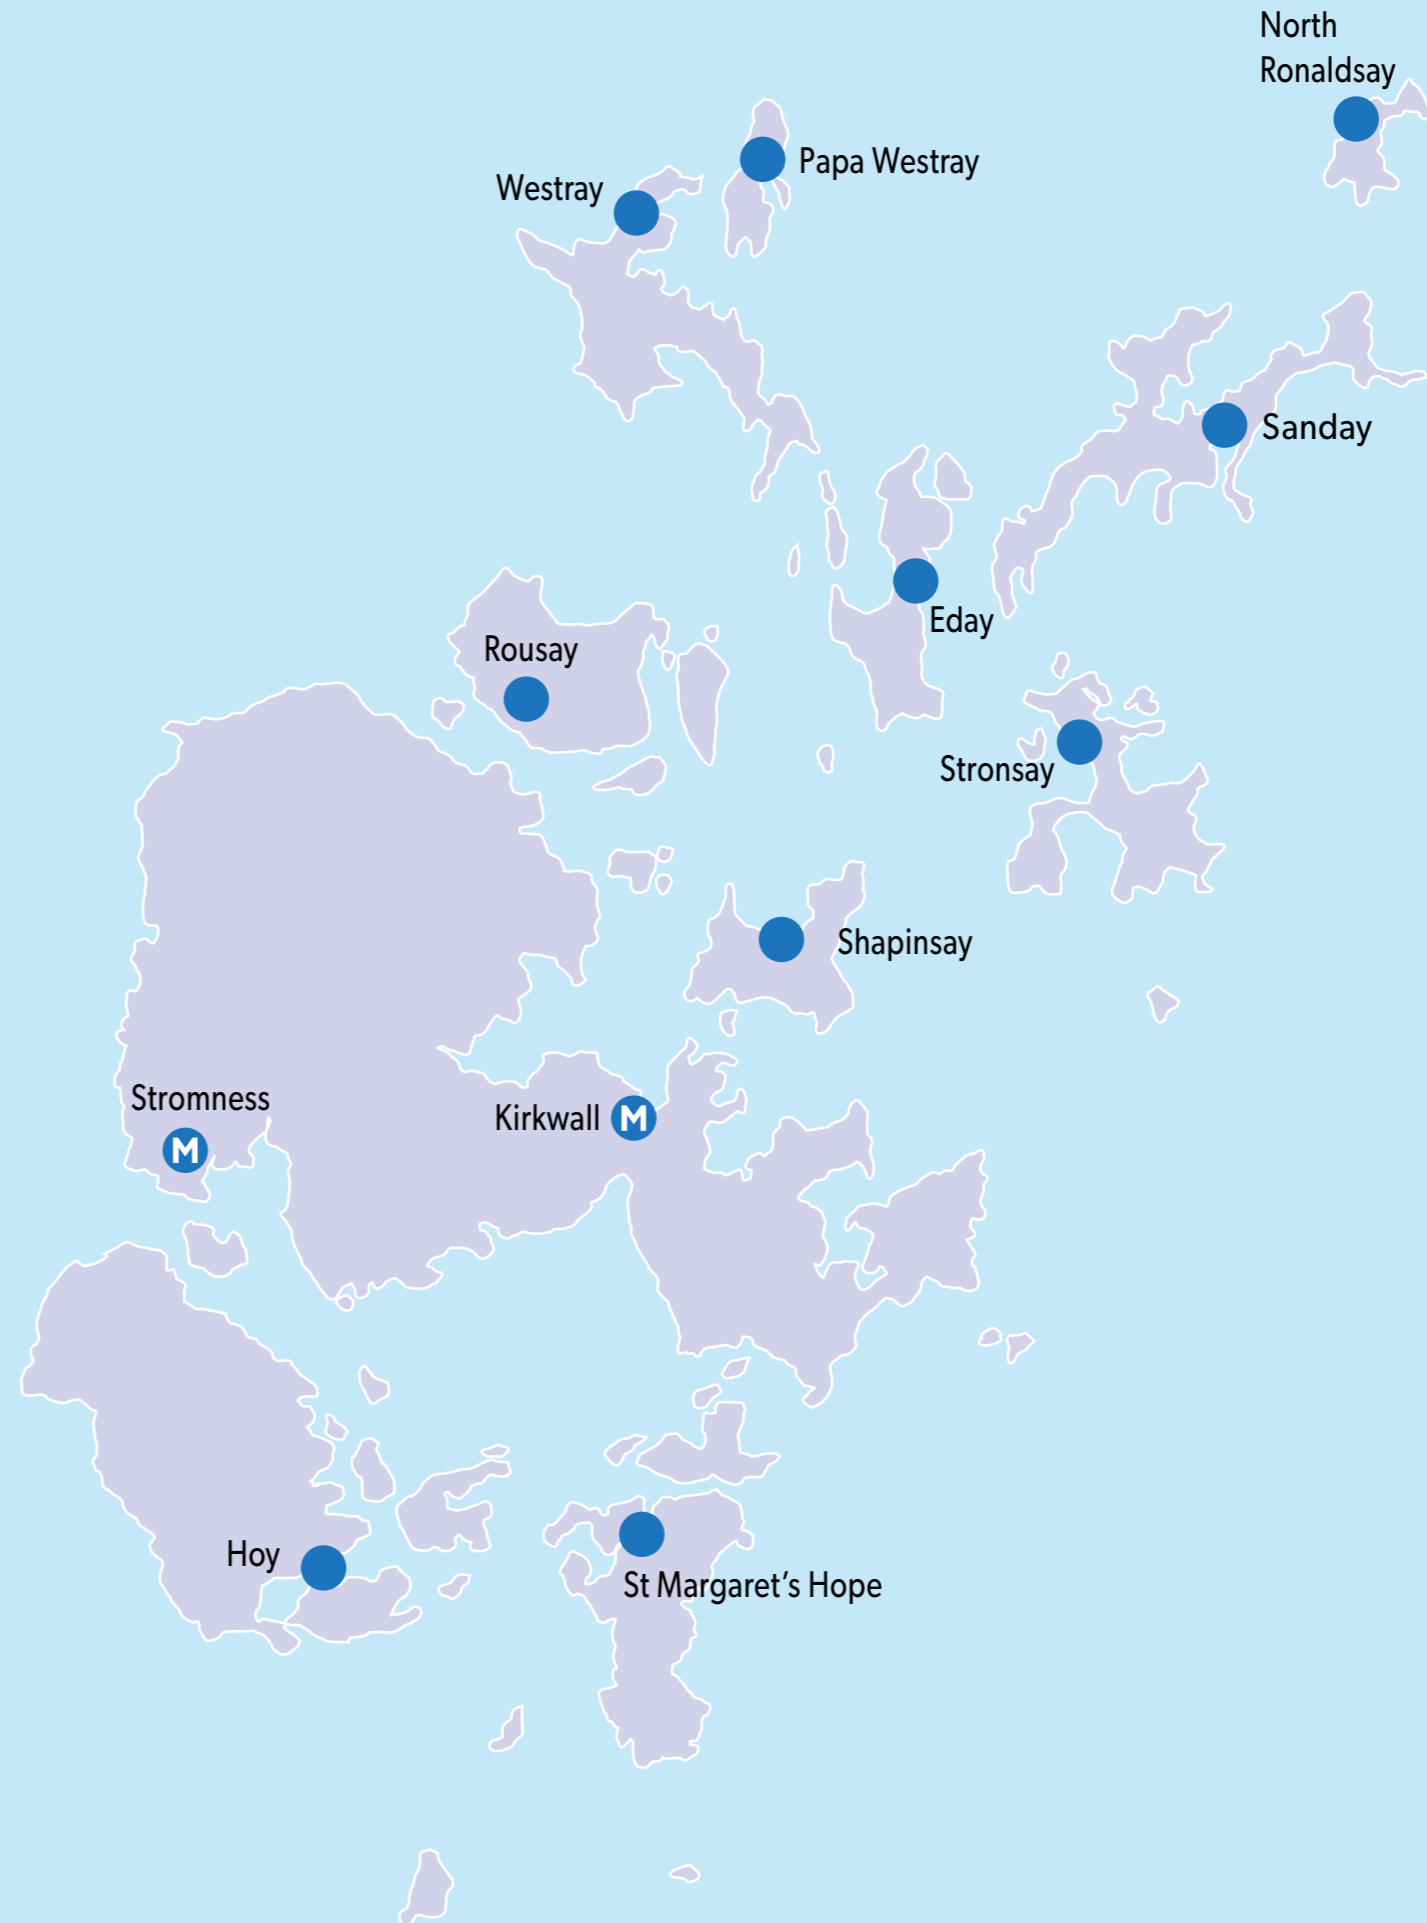 North
Ronaldsay
Papa Westray
Westray
Sanday
Eday
Rousay
Stronsay
Shapinsay
Stromness
M
Kirkwall M
Hoy
St Margaret’s Hope